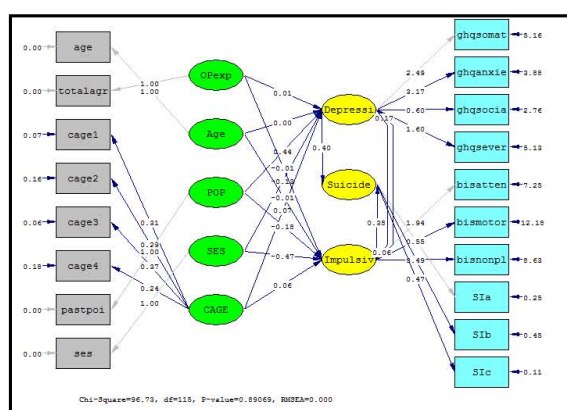 0.00 age
0.00 totalagr
0.07 cage1
0.16 cage2
0.06 cage3
0.18 cage4
0.00 pastpoi
0.00 ses
1.00
1.00
0.31
0.29
1.00
0.37
0.24
1.00
OPexp
Age
POP
SES
CAGE
0.01
0.00
0.44
-0.01
-0.01
0.07
-0.18
-0.47
0.06
Depressi
Suicide
Impulsiv
0.40
0.17
0.38
0.06
2.49
3.17
0.60
1.60
1.94
0.55
0.47
ghqsomat 5.16
ghqanxie 3.88
ghqsocia 2.76
ghqsever 5.13
bisatten 7.25
bismotor 12.18
bisnonpl 8.63
SIa 0.25
SIb 0.45
SIc 0.11
Chi-Square=96.73, df=115, P-value=0.89069, RMSEA=0.000